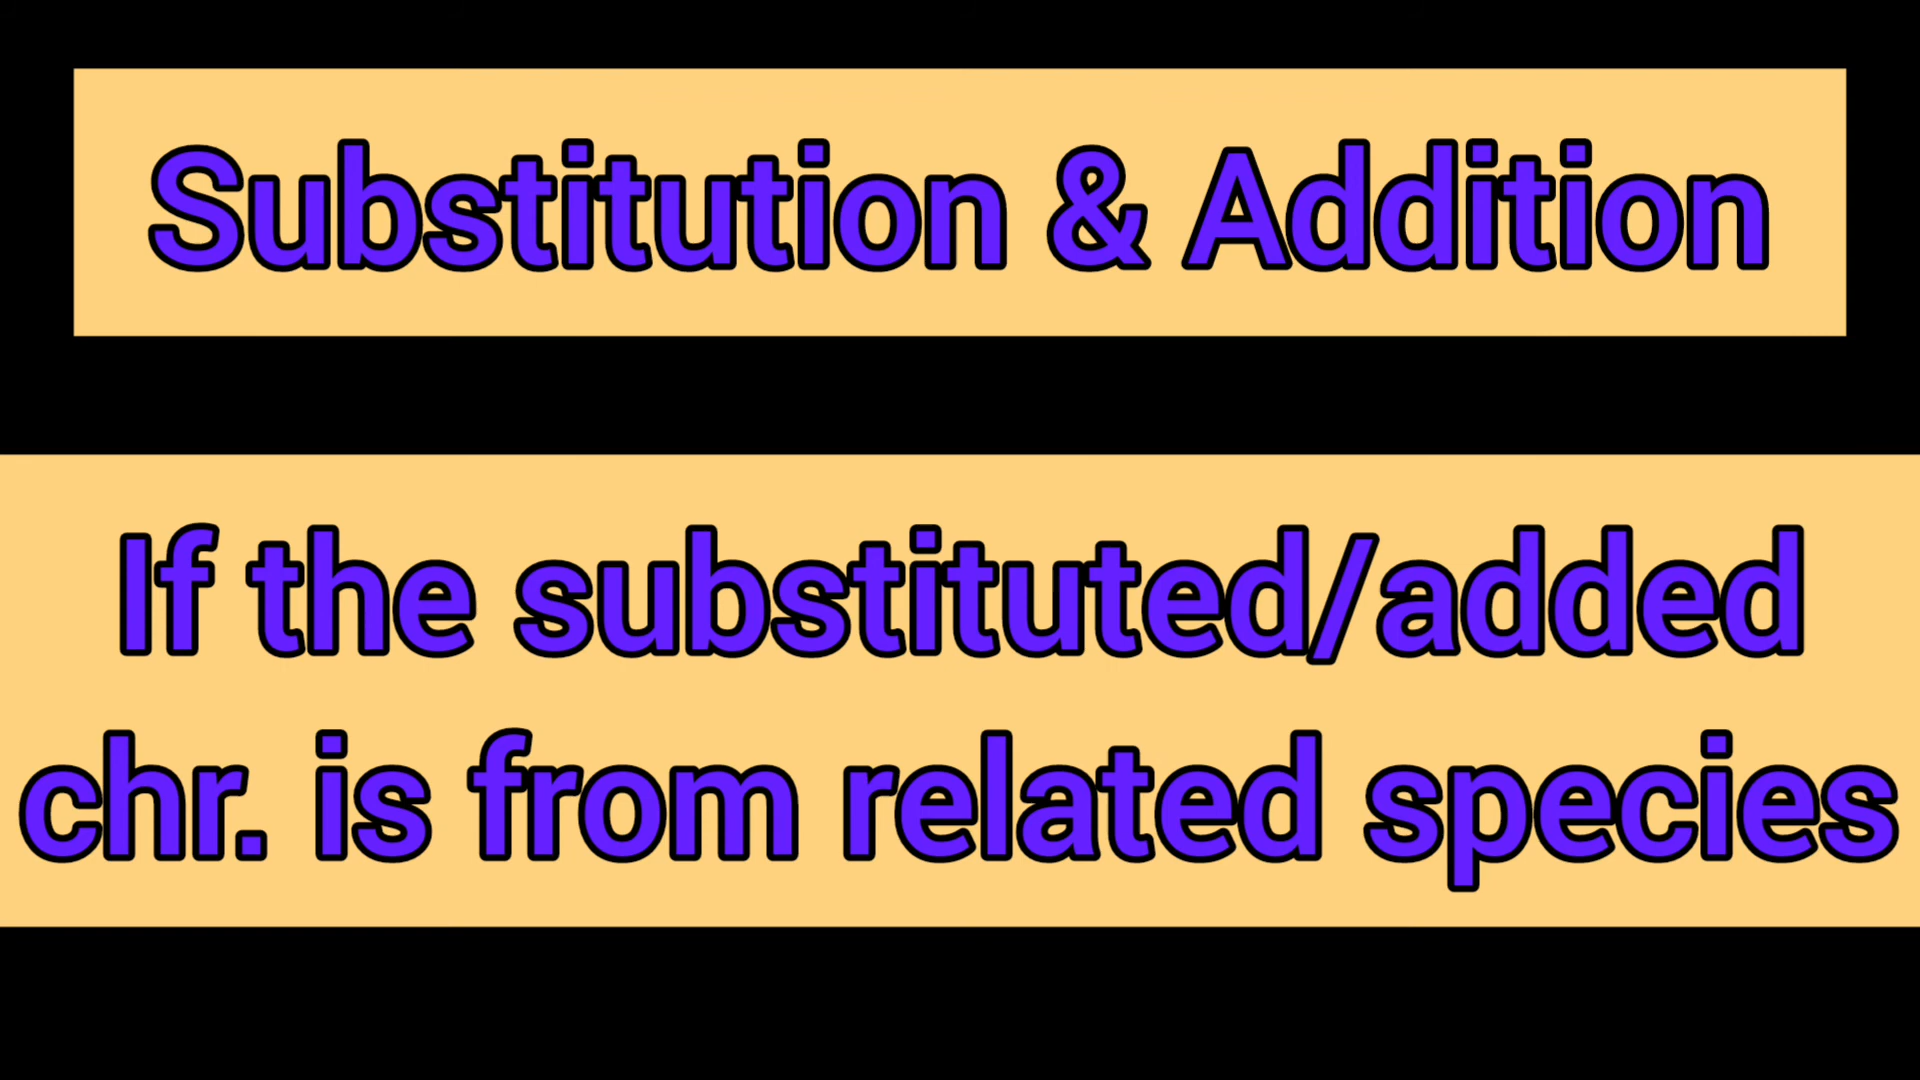 Substitution & Addition
If the substituted/added
chr. is from related species